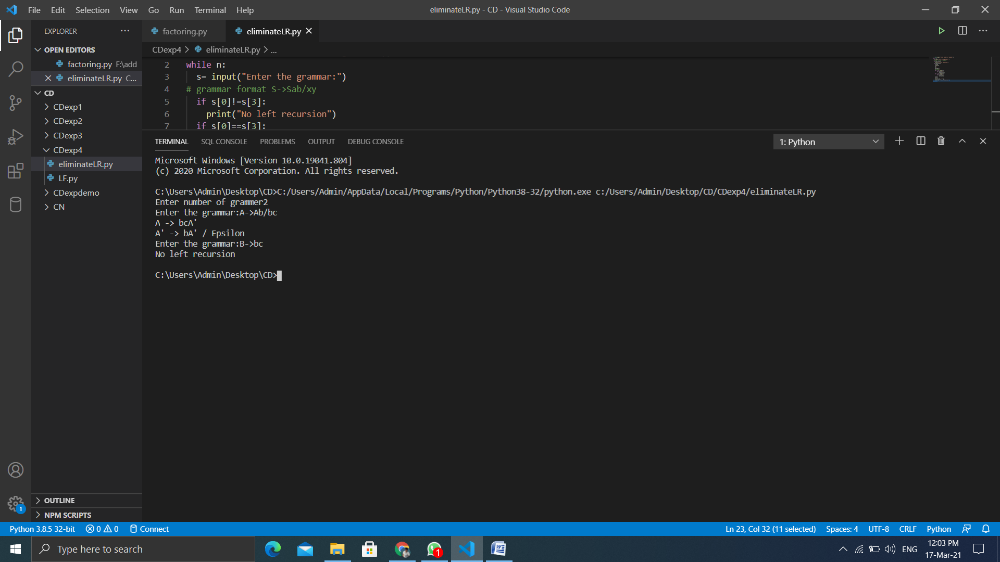 File Edit Selection View Go Run Terminal Help
eliminateLR.py - CD - Visual Studio Code
EXPLORER
factoring.py
eliminateLR.py
OPEN EDITORS
CDexp4 > eliminateLR.py > ...
factoring.py F:\add
eliminateLR.py C...
CD
CDexp1
CDexp2
CDexp3
CDexp4
eliminateLR.py
LF.py
CDexpdemo
CN
OUTLINE
NPM SCRIPTS
2 while n:
3 s= input("Enter the grammar:")
4 # grammar format S->Sab/xy
5 if s[0]!=s[3]:
6 print("No left recursion")
7 if s[0]==s[3]:
TERMINAL SQL CONSOLE PROBLEMS OUTPUT DEBUG CONSOLE
1: Python
Microsoft Windows [Version 10.0.19041.804]
(c) 2020 Microsoft Corporation. All rights reserved.
C:\Users\Admin\Desktop\CD>C:/Users/Admin/AppData/Local/Programs/Python/Python38-32/python.exe c:/Users/Admin/Desktop/CD/CDexp4/eliminateLR.py
Enter number of grammer2
Enter the grammar:A->Ab/bc
A -> bcA'
A' -> bA' / Epsilon
Enter the grammar:B->bc
No left recursion
C:\Users\Admin\Desktop\CD>
1
Python 3.8.5 32-bit 0 0 Connect
Ln 23, Col 32 (11 selected) Spaces: 4 UTF-8 CRLF Python
Type here to search
1
ENG
12:03 PM
17-Mar-21